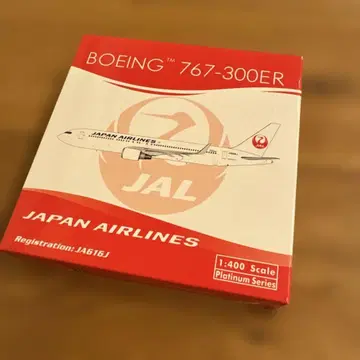 BOEING™ 767-300ER
JAPAN AIRLINES
JAL
JAPAN AIRLINES
Registration: JA616J
1:400 Scale
Platinum Series